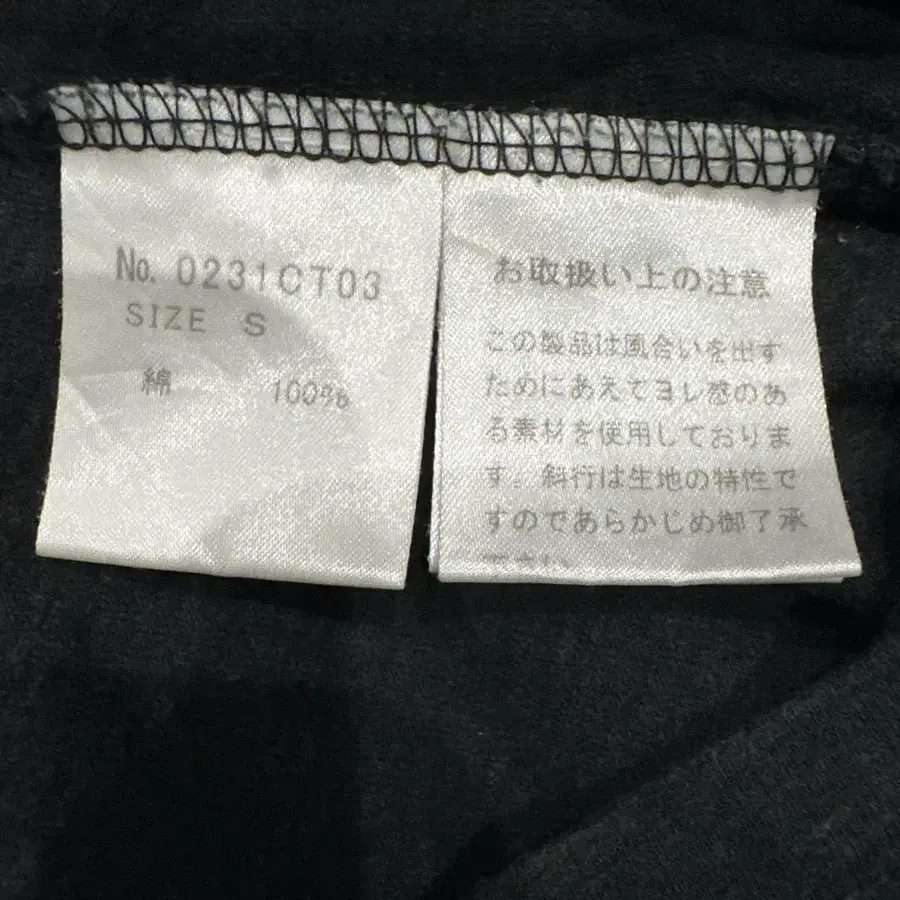 No. 0231CT03
SIZE S
綿 100%
お取扱い上の注意
この製品は風合いを出す
ためにあえてヨレ感のあ
る素材を使用しておりま
す。斜行は生地の特性で
すのであらかじめ御了承